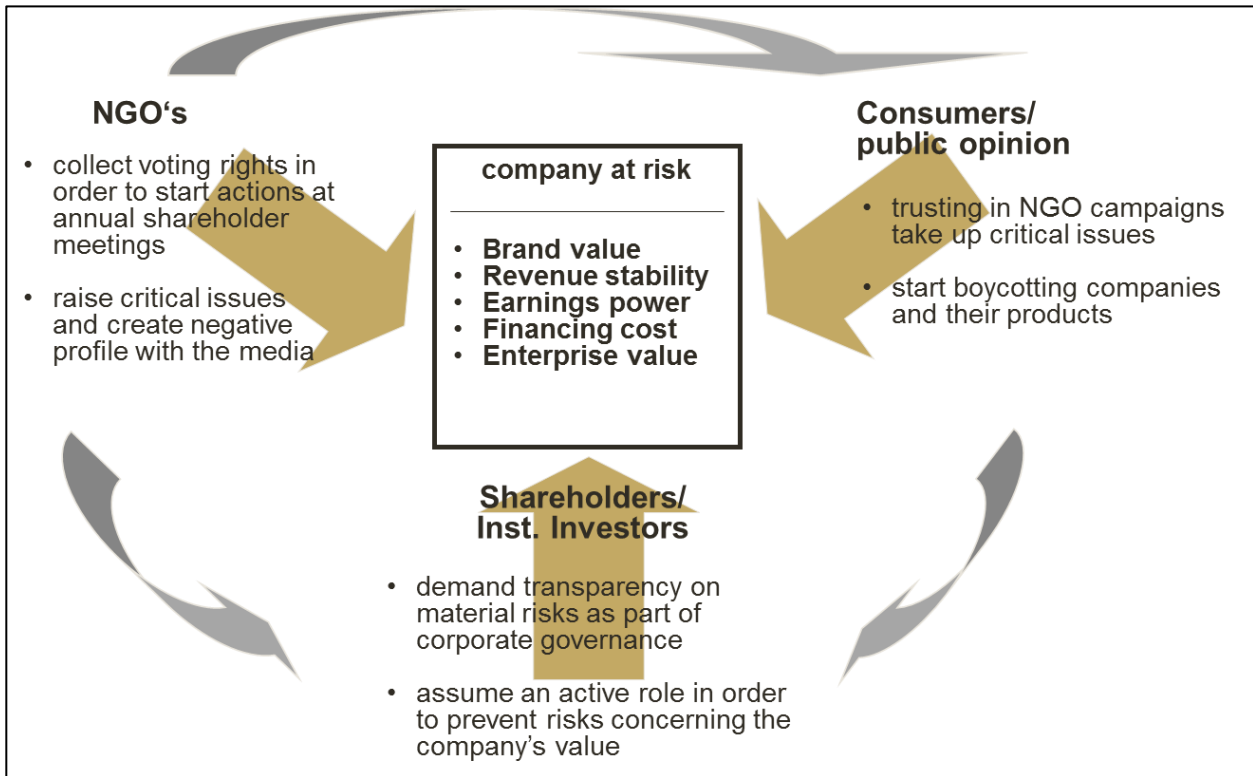 NGO‘s
• collect voting rights in
order to start actions at
annual shareholder
meetings
• raise critical issues
and create negative
profile with the media
company at risk
• Brand value
• Revenue stability
• Earnings power
• Financing cost
• Enterprise value
Consumers/
public opinion
• trusting in NGO campaigns
take up critical issues
• start boycotting companies
and their products
Shareholders/
Inst. Investors
• demand transparency on
material risks as part of
corporate governance
• assume an active role in order
to prevent risks concerning the
company’s value